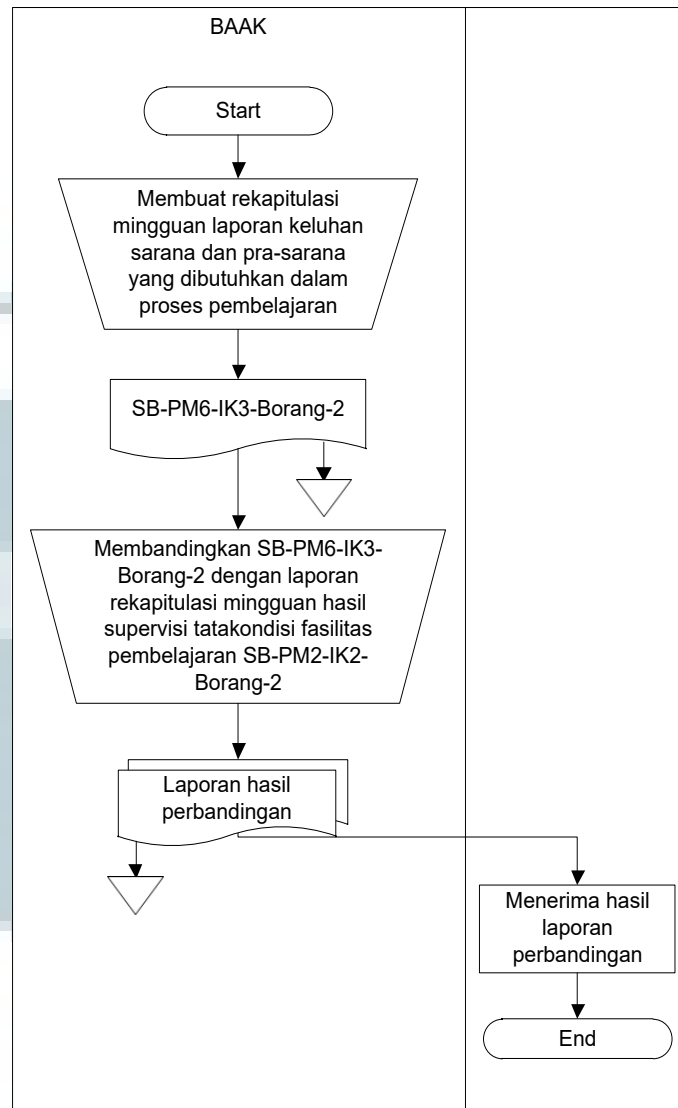 BAAK
Start
Membuat rekapitulasi
mingguan laporan keluhan
sarana dan pra-sarana
yang dibutuhkan dalam
proses pembelajaran
SB-PM6-IK3-Borang-2
Membandingkan SB-PM6-IK3-
Borang-2 dengan laporan
rekapitulasi mingguan hasil
supervisi tatakondisi fasilitas
pembelajaran SB-PM2-IK2-
Borang-2
Laporan hasil
perbandingan
Menerima hasil
laporan
perbandingan
End